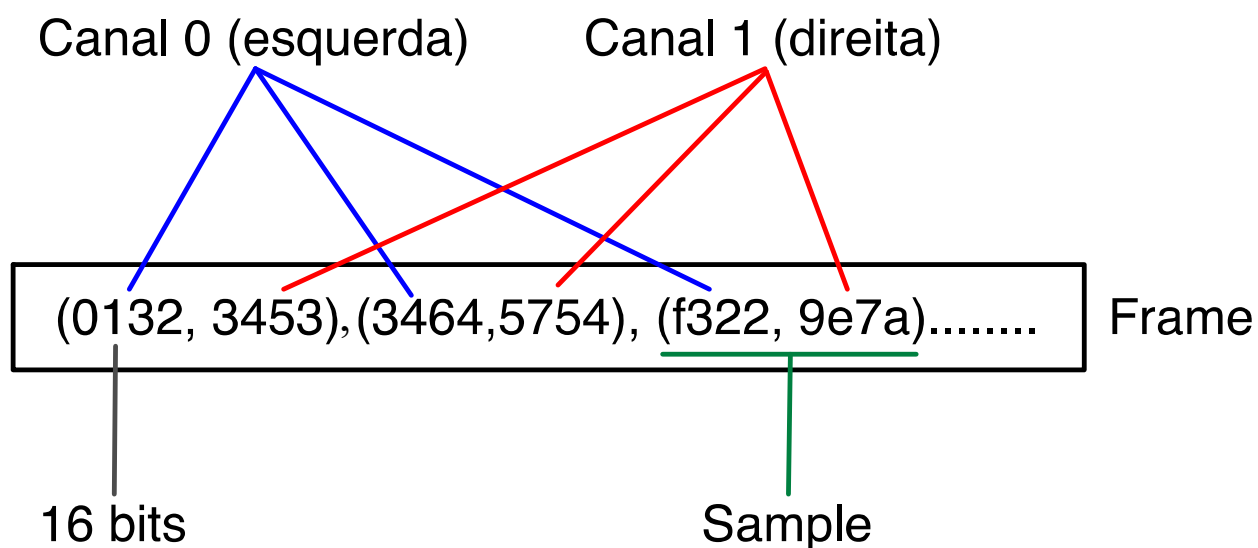 Canal 0 (esquerda) Canal 1 (direita)
(0132, 3453),(3464,5754), (f322, 9e7a)........ Frame
16 bits Sample